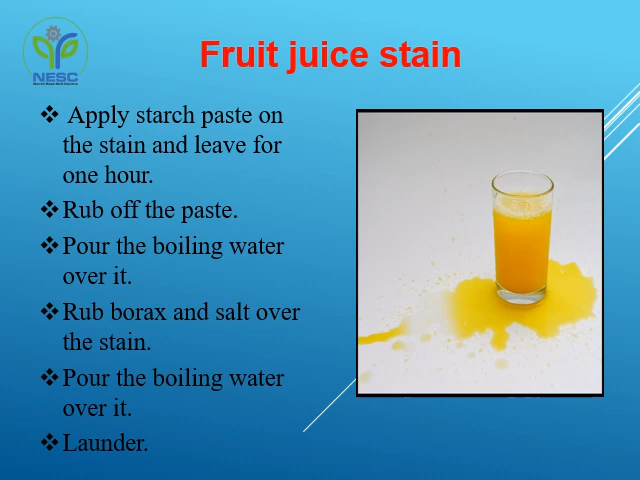 NESC
Fruit juice stain
❖ Apply starch paste on
the stain and leave for
one hour.
❖Rub off the paste.
❖Pour the boiling water
over it.
❖Rub borax and salt over
the stain.
❖Pour the boiling water
over it.
❖Launder.